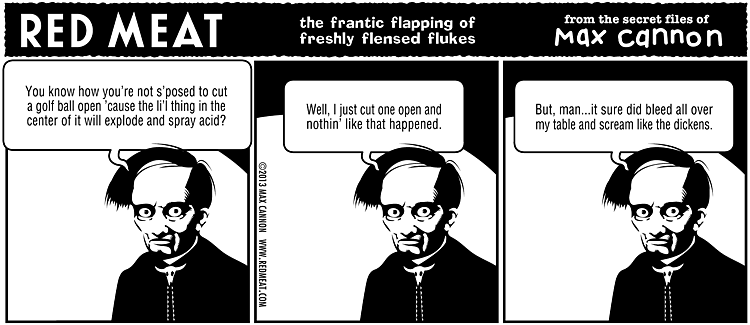 RED MEAT
the frantic flapping of
freshly flensed flukes
from the secret files of
Max Cannon
You know how you're not s'posed to cut
a golf ball open 'cause the li'l thing in the
center of it will explode and spray acid?
©2013 MAX CANNON WWW.REDMEAT.COM
Well, I just cut one open and
nothin' like that happened.
But, man...it sure did bleed all over
my table and scream like the dickens.